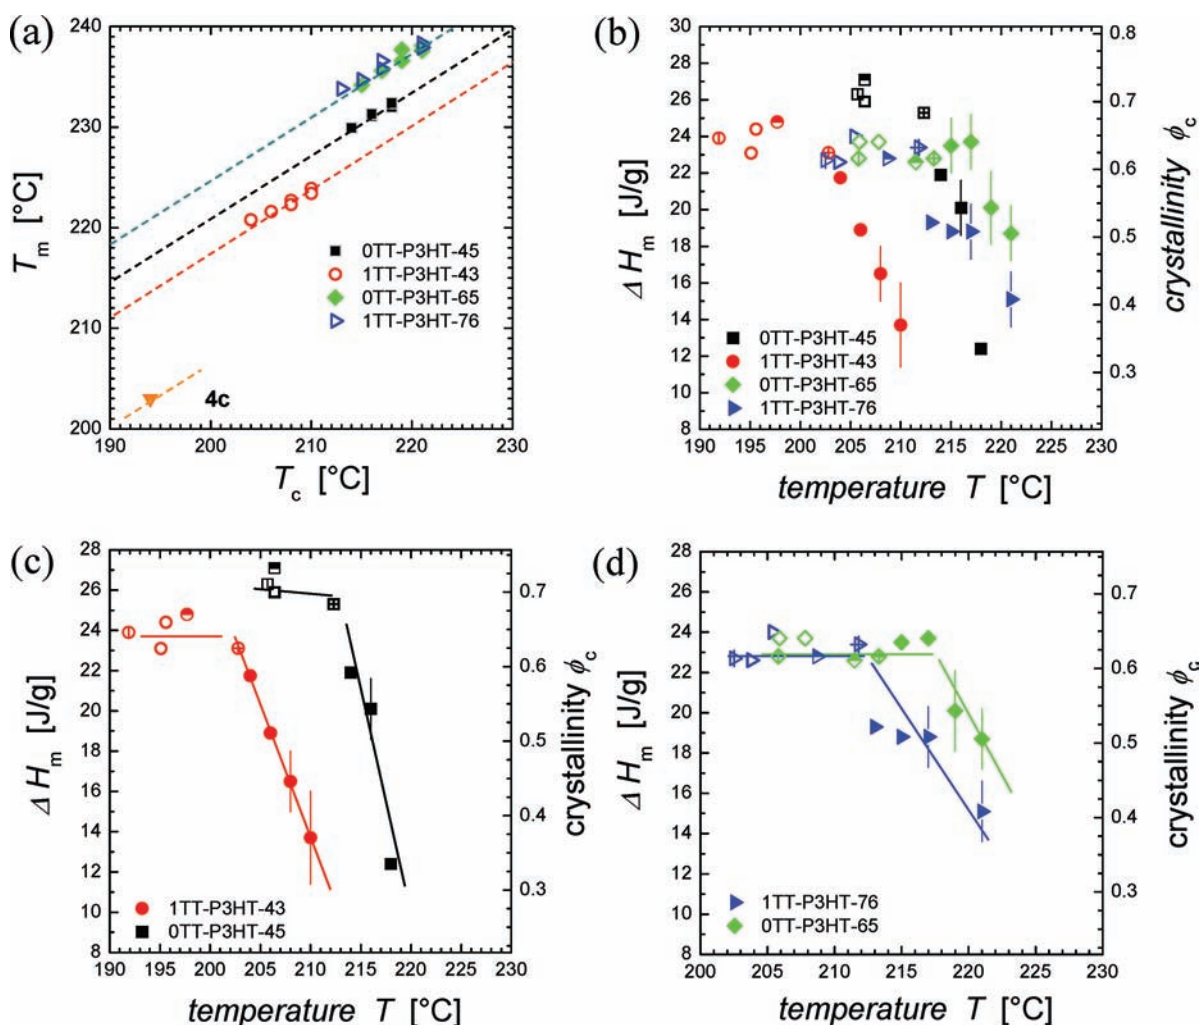 (a)
240
230
220
210
200
T_m [°C]
0TT-P3HT-45
1TT-P3HT-43
0TT-P3HT-65
1TT-P3HT-76
4c
190 200 210 220 230
T_c [°C]
(b)
30
28
26
24
22
20
18
16
14
12
10
8
Δ H_m [J/g]
0.8
0.7
0.6
0.5
0.4
0.3
crystallinity ϕ_c
0TT-P3HT-45
1TT-P3HT-43
0TT-P3HT-65
1TT-P3HT-76
190 195 200 205 210 215 220 225 230
temperature T [°C]
(c)
28
26
24
22
20
18
16
14
12
10
8
Δ H_m [J/g]
0.7
0.6
0.5
0.4
0.3
crystallinity ϕ_c
1TT-P3HT-43
0TT-P3HT-45
190 195 200 205 210 215 220 225 230
temperature T [°C]
(d)
28
26
24
22
20
18
16
14
12
10
8
Δ H_m [J/g]
0.7
0.6
0.5
0.4
0.3
crystallinity ϕ_c
1TT-P3HT-76
0TT-P3HT-65
200 205 210 215 220 225 230
temperature T [°C]